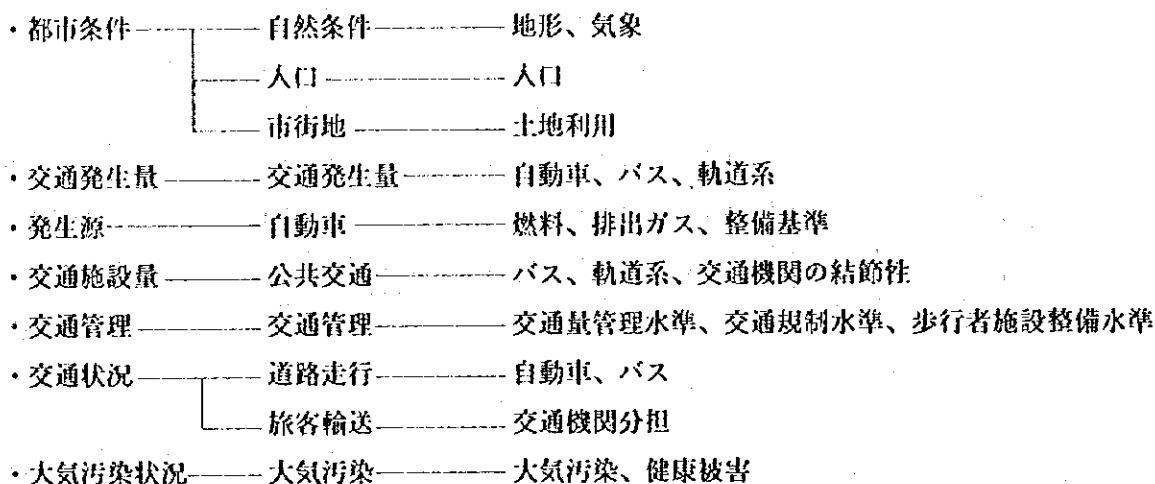 ・都市条件 自然条件 地形、気象
人口 人口
市街地 土地利用
・交通発生量 交通発生量 自動車、バス、軌道系
・発生源 自動車 燃料、排出ガス、整備基準
・交通施設量 公共交通 バス、軌道系、交通機関の結節性
・交通管理 交通管理 交通量管理水準、交通規制水準、歩行者施設整備水準
・交通状況 道路走行 自動車、バス
旅客輸送 交通機関分担
・大気汚染状況 大気汚染 大気汚染、健康被害